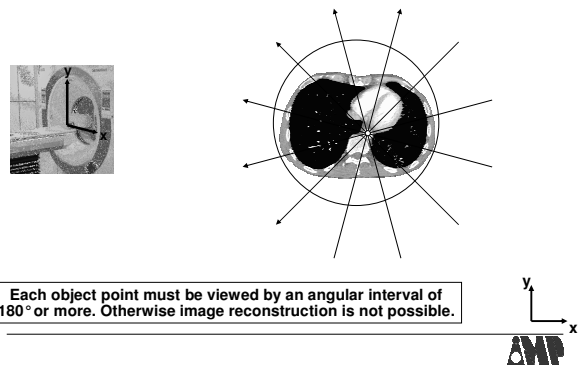 y
x
Each object point must be viewed by an angular interval of
180° or more. Otherwise image reconstruction is not possible.
y
x
IMP